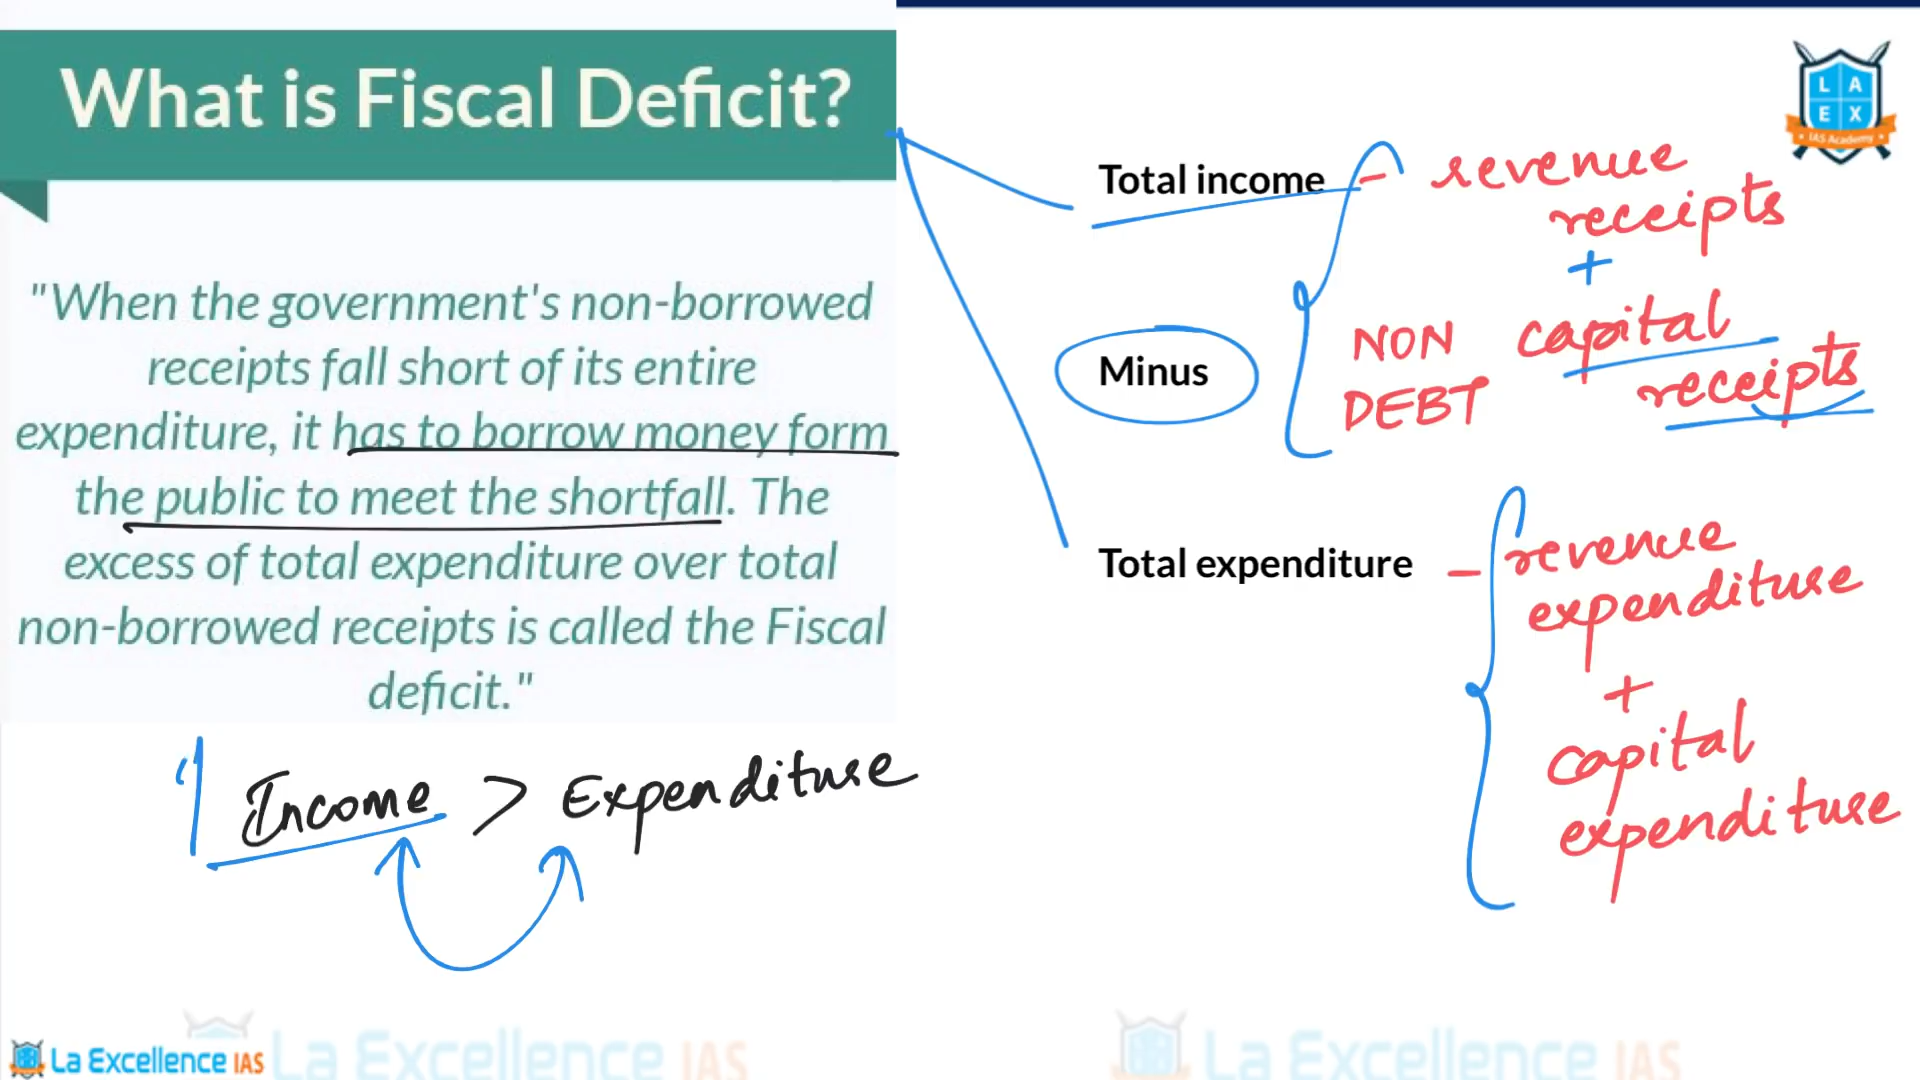 What is Fiscal Deficit?
"When the government's non-borrowed
receipts fall short of its entire
expenditure, it has to borrow money form
the public to meet the shortfall. The
excess of total expenditure over total
non-borrowed receipts is called the Fiscal
deficit."
Income > Expenditure
L A
E X
IAS Academy
Total income - revenue
receipts
+
Minus
NON
DEBT
capital
receipts
Total expenditure - revenue
expenditure
+
capital
expenditure
La Excellence IAS
La Excellence IAS
La Excellence IAS